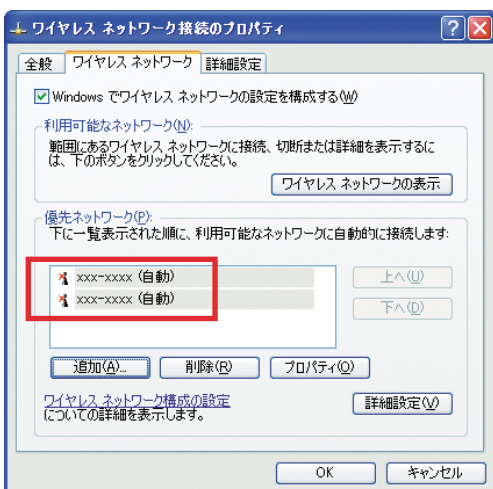 ワイヤレス ネットワーク接続のプロパティ
全般 ワイヤレス ネットワーク 詳細設定
Windows でワイヤレス ネットワークの設定を構成する(W)
利用可能なネットワーク(N):
範囲にあるワイヤレス ネットワークに接続、切断または詳細を表示するに
は、下のボタンをクリックしてください。
ワイヤレス ネットワークの表示
優先ネットワーク(P):
下に一覧表示された順に、利用可能なネットワークに自動的に接続します:
xxx-xxxx (自動)
xxx-xxxx (自動)
上へ(U)
下へ(D)
追加(A)... 削除(R) プロパティ(O)
ワイヤレス ネットワーク構成の設定
についての詳細を表示します。
詳細設定(V)
OK キャンセル